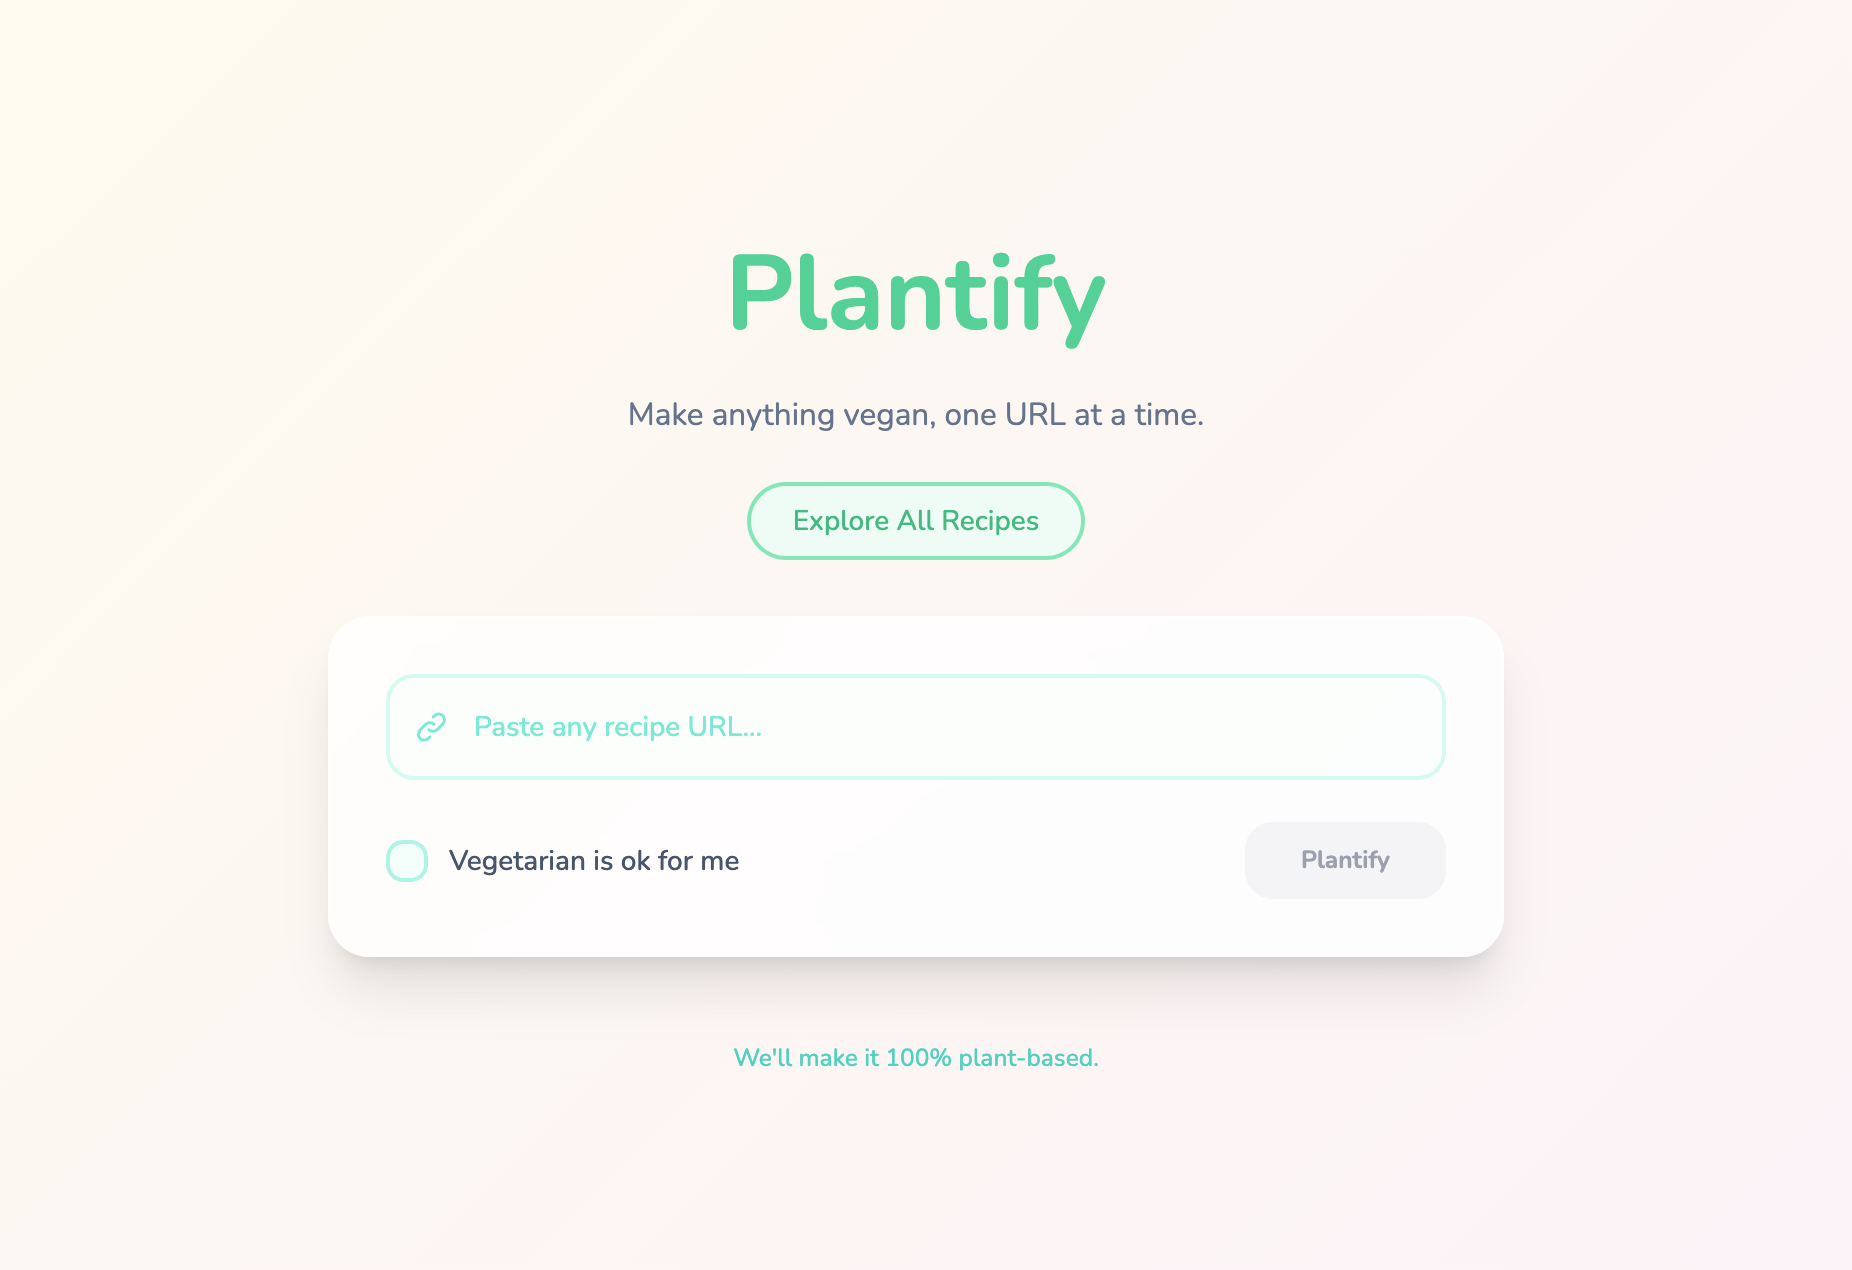 Plantify
Make anything vegan, one URL at a time.
Explore All Recipes
Paste any recipe URL...
Vegetarian is ok for me
Plantify
We'll make it 100% plant-based.